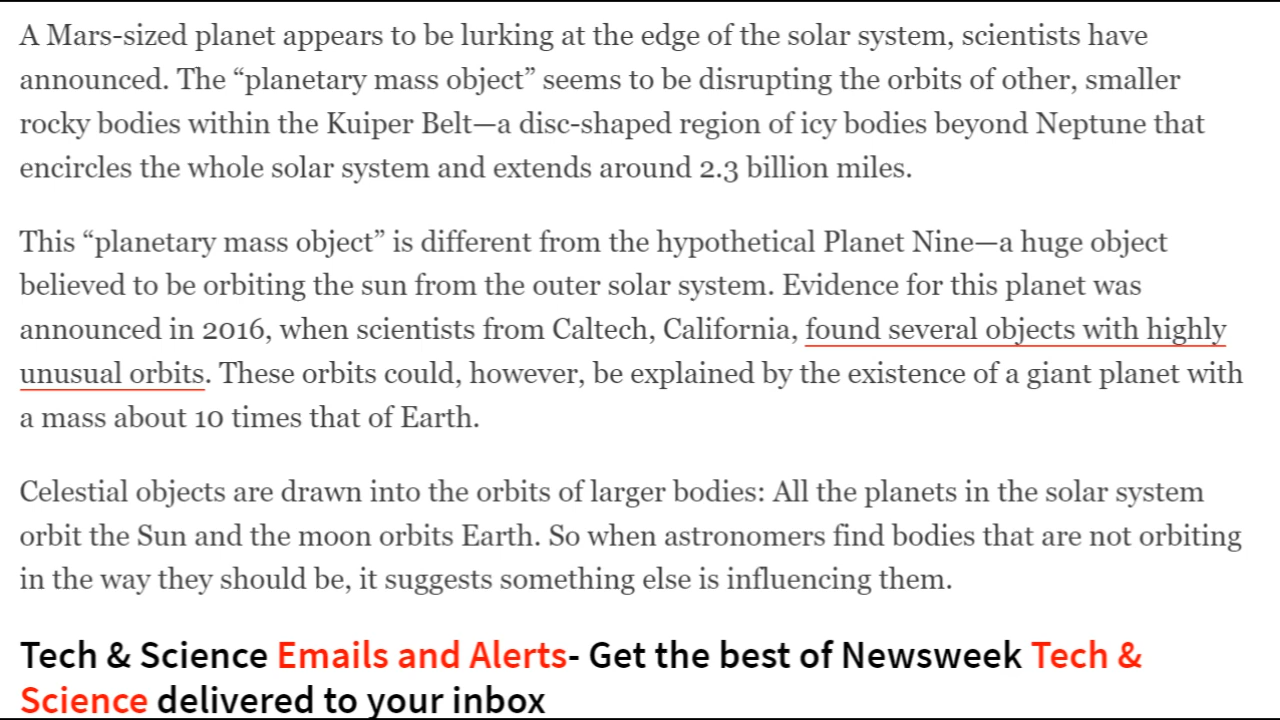 A Mars-sized planet appears to be lurking at the edge of the solar system, scientists have
announced. The “planetary mass object” seems to be disrupting the orbits of other, smaller
rocky bodies within the Kuiper Belt—a disc-shaped region of icy bodies beyond Neptune that
encircles the whole solar system and extends around 2.3 billion miles.
This “planetary mass object” is different from the hypothetical Planet Nine—a huge object
believed to be orbiting the sun from the outer solar system. Evidence for this planet was
announced in 2016, when scientists from Caltech, California, found several objects with highly
unusual orbits. These orbits could, however, be explained by the existence of a giant planet with
a mass about 10 times that of Earth.
Celestial objects are drawn into the orbits of larger bodies: All the planets in the solar system
orbit the Sun and the moon orbits Earth. So when astronomers find bodies that are not orbiting
in the way they should be, it suggests something else is influencing them.
Tech & Science Emails and Alerts- Get the best of Newsweek Tech &
Science delivered to your inbox